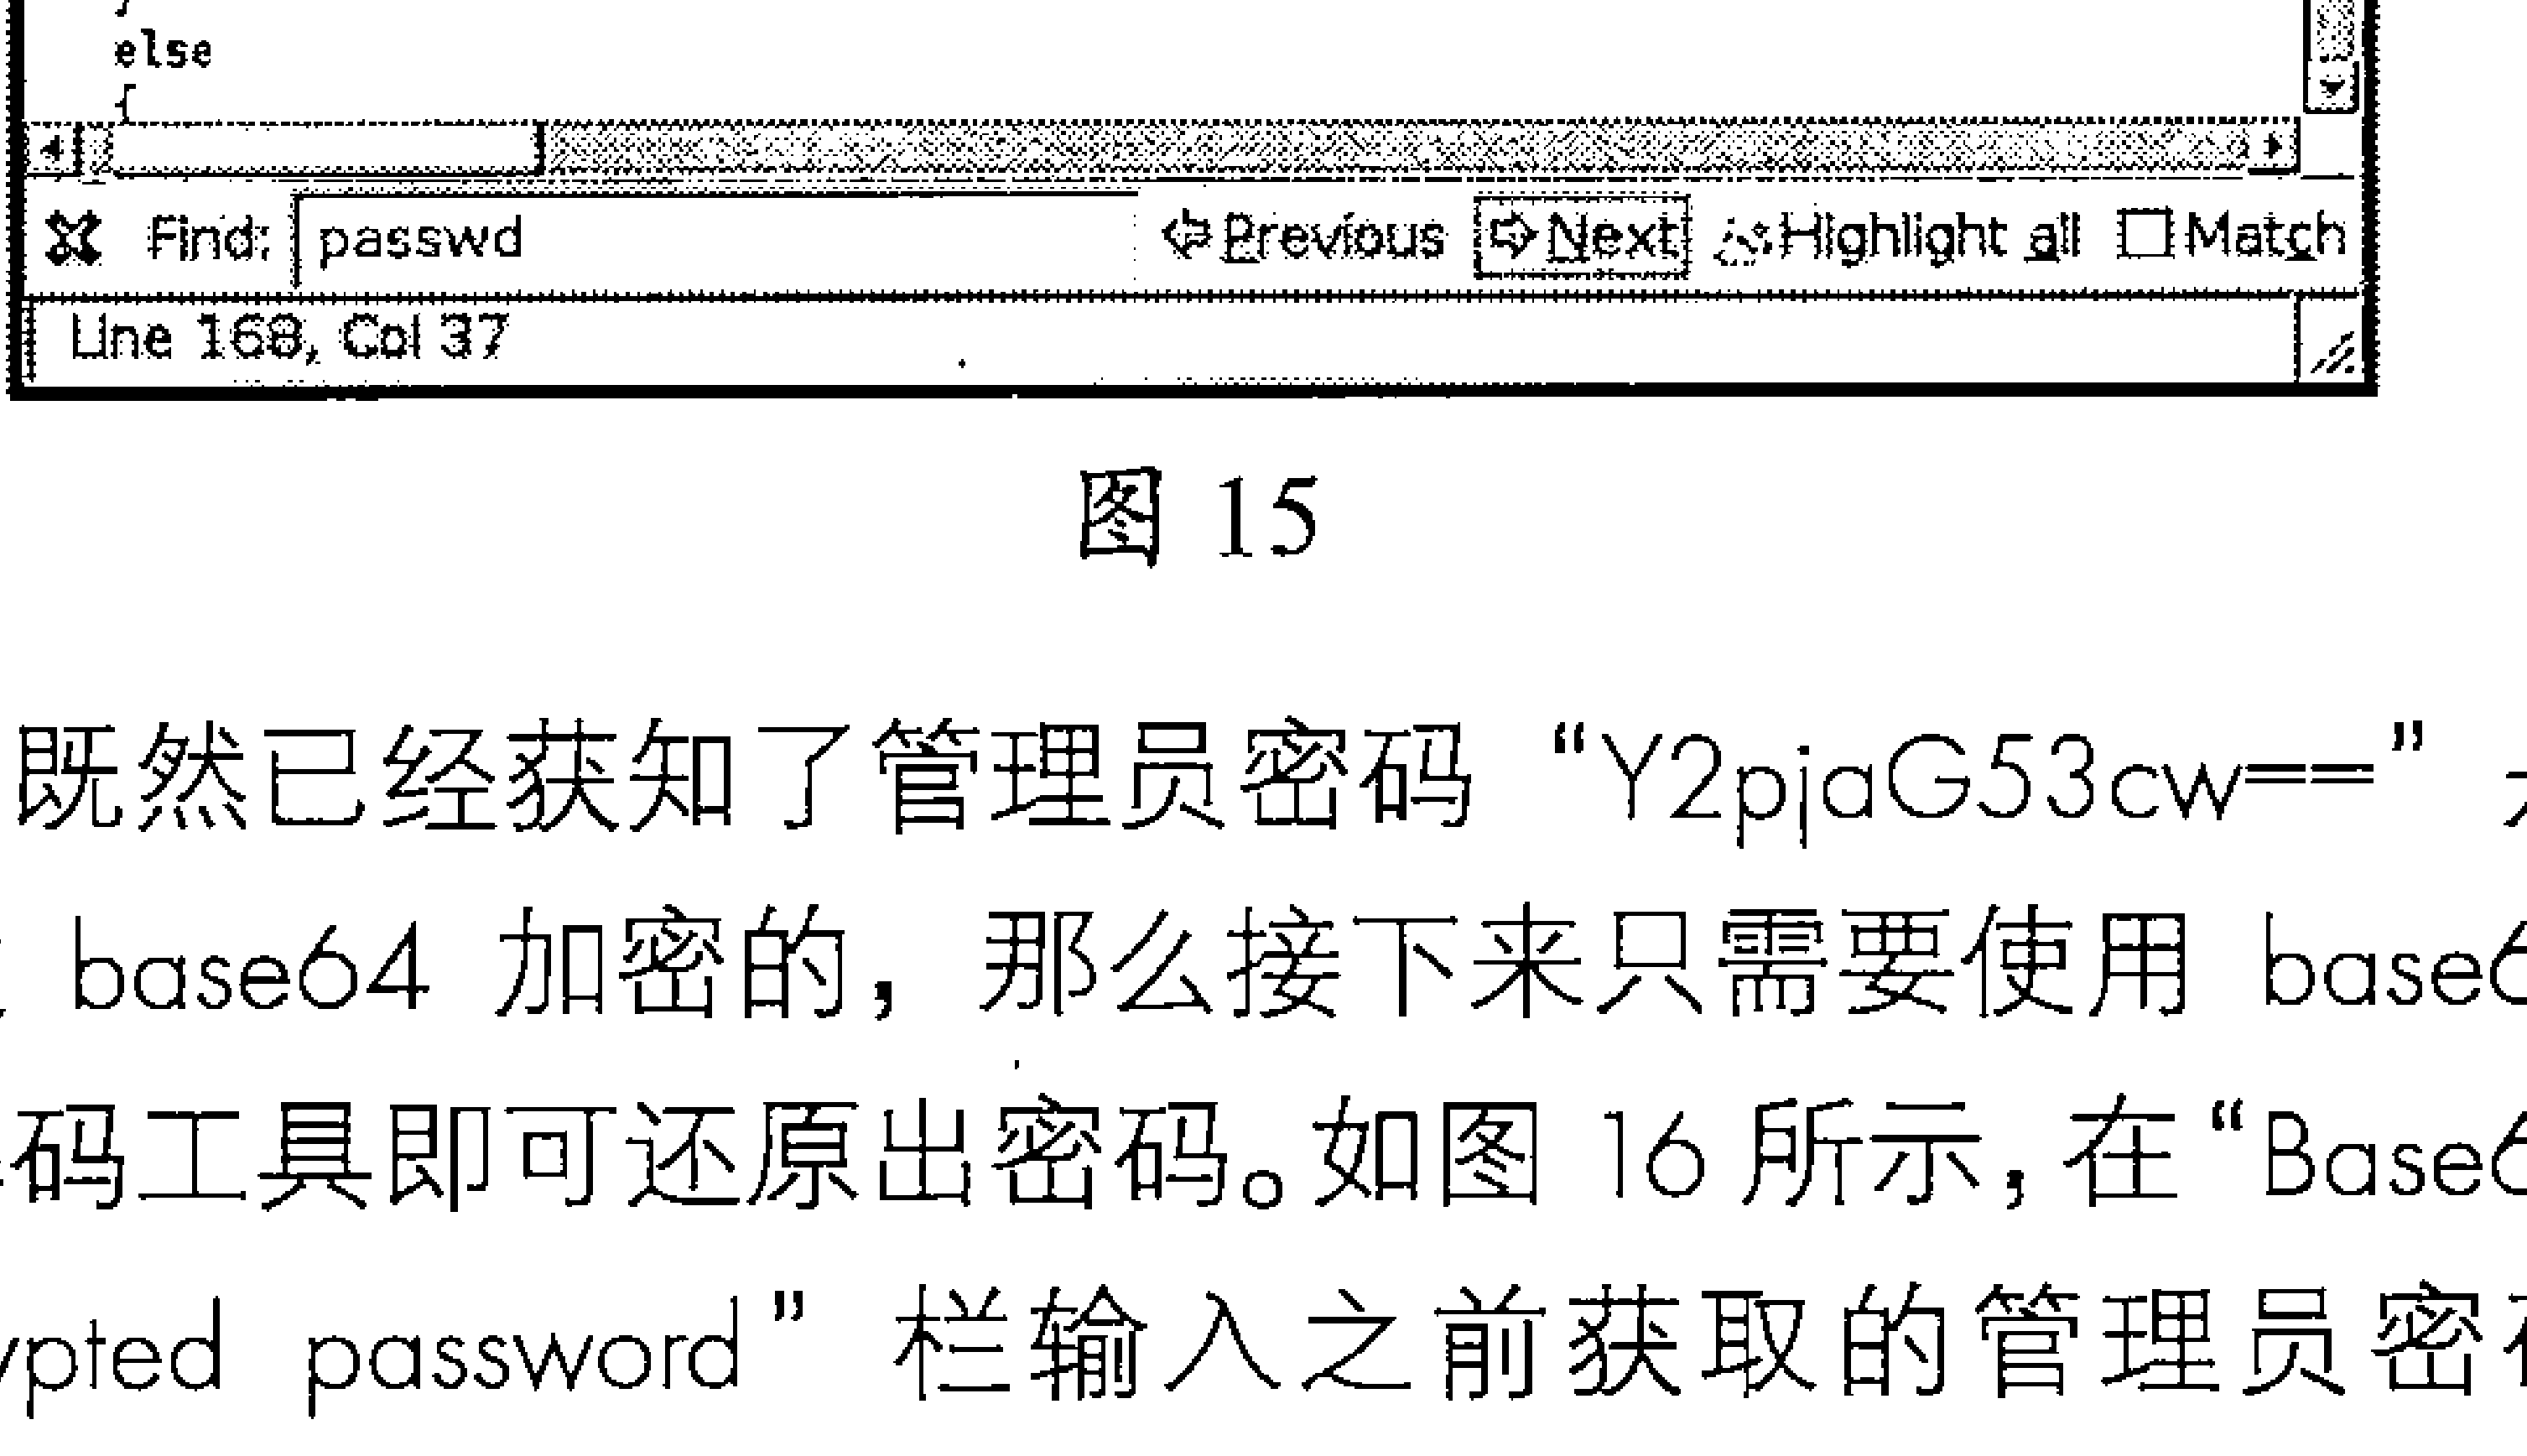 else
{
Find: passwd Previous Next Highlight all Match
Line 168, Col 37
图 15
既然已经获知了管理员密码 “Y2pjaG53cw==”
base64 加密的，那么接下来只需要使用 base6
码工具即可还原出密码。如图 16 所示，在“Base6
ypted password” 栏输入之前获取的管理员密